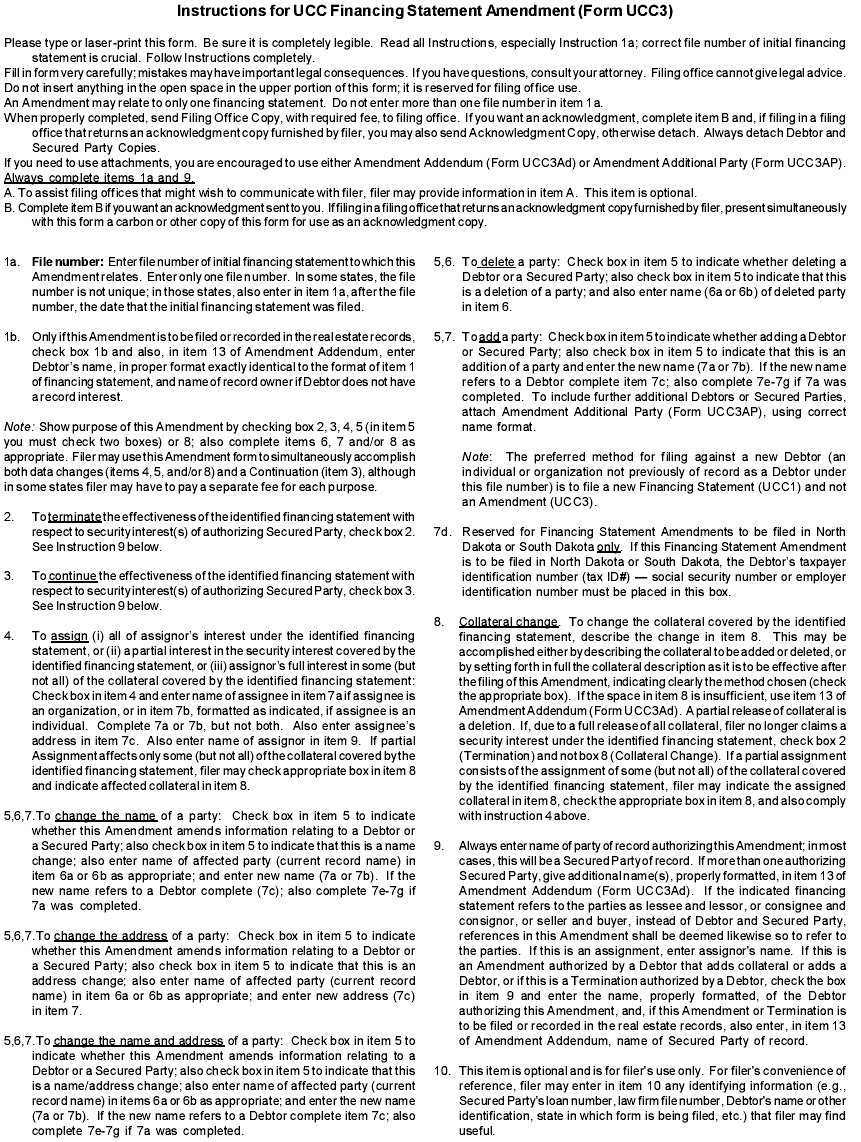 Instructions for UCC Financing Statement Amendment (Form UCC3)
Please type or laser-print this form. Be sure it is completely legible. Read all Instructions, especially Instruction 1a; correct file number of initial financing
statement is crucial. Follow Instructions completely.
Fill in form very carefully; mistakes may have important legal consequences. If you have questions, consult your attorney. Filing office cannot give legal advice.
Do not insert anything in the open space in the upper portion of this form; it is reserved for filing office use.
An Amendment may relate to only one financing statement. Do not enter more than one file number in item 1a.
When properly completed, send Filing Office Copy, with required fee, to filing office. If you want an acknowledgment, complete item B and, if filing in a filing
office that returns an acknowledgment copy furnished by filer, you may also send Acknowledgment Copy, otherwise detach. Always detach Debtor and
Secured Party Copies.
If you need to use attachments, you are encouraged to use either Amendment Addendum (Form UCC3Ad) or Amendment Additional Party (Form UCC3AP).
Always complete items 1a and 9.
A. To assist filing offices that might wish to communicate with filer, filer may provide information in item A. This item is optional.
B. Complete item B if you want an acknowledgment sent to you. If filing in a filing office that returns an acknowledgment copy furnished by filer, present simultaneously
with this form a carbon or other copy of this form for use as an acknowledgment copy.
1a. File number: Enter file number of initial financing statement to which this
Amendment relates. Enter only one file number. In some states, the file
number is not unique; in those states, also enter in item 1a, after the file
number, the date that the initial financing statement was filed.
1b. Only if this Amendment is to be filed or recorded in the real estate records,
check box 1b and also, in item 13 of Amendment Addendum, enter
Debtor's name, in proper format exactly identical to the format of item 1
of financing statement, and name of record owner if Debtor does not have
a record interest.
Note: Show purpose of this Amendment by checking box 2, 3, 4, 5 (in item 5
you must check two boxes) or 8; also complete items 6, 7 and/or 8 as
appropriate. Filer may use this Amendment form to simultaneously accomplish
both data changes (items 4, 5, and/or 8) and a Continuation (item 3), although
in some states filer may have to pay a separate fee for each purpose.
2. To terminate the effectiveness of the identified financing statement with
respect to security interest(s) of authorizing Secured Party, check box 2.
See Instruction 9 below.
3. To continue the effectiveness of the identified financing statement with
respect to security interest(s) of authorizing Secured Party, check box 3.
See Instruction 9 below.
4. To assign (i) all of assignor's interest under the identified financing
statement, or (ii) a partial interest in the security interest covered by the
identified financing statement, or (iii) assignor's full interest in some (but
not all) of the collateral covered by the identified financing statement:
Check box in item 4 and enter name of assignee in item 7a if assignee is
an organization, or in item 7b, formatted as indicated, if assignee is an
individual. Complete 7a or 7b, but not both. Also enter assignee's
address in item 7c. Also enter name of assignor in item 9. If partial
Assignment affects only some (but not all) of the collateral covered by the
identified financing statement, filer may check appropriate box in item 8
and indicate affected collateral in item 8.
5,6,7.To change the name of a party: Check box in item 5 to indicate
whether this Amendment amends information relating to a Debtor or
a Secured Party; also check box in item 5 to indicate that this is a name
change; also enter name of affected party (current record name) in
item 6a or 6b as appropriate; and enter new name (7a or 7b). If the
new name refers to a Debtor complete (7c); also complete 7e-7g if
7a was completed.
5,6,7.To change the address of a party: Check box in item 5 to indicate
whether this Amendment amends information relating to a Debtor or
a Secured Party; also check box in item 5 to indicate that this is an
address change; also enter name of affected party (current record
name) in item 6a or 6b as appropriate; and enter new address (7c)
in item 7.
5,6,7.To change the name and address of a party: Check box in item 5 to
indicate whether this Amendment amends information relating to a
Debtor or a Secured Party; also check box in item 5 to indicate that this
is a name/address change; also enter name of affected party (current
record name) in items 6a or 6b as appropriate; and enter the new name
(7a or 7b). If the new name refers to a Debtor complete item 7c; also
complete 7e-7g if 7a was completed.
5,6. To delete a party: Check box in item 5 to indicate whether deleting a
Debtor or a Secured Party; also check box in item 5 to indicate that this
is a deletion of a party; and also enter name (6a or 6b) of deleted party
in item 6.
5,7. To add a party: Check box in item 5 to indicate whether adding a Debtor
or Secured Party; also check box in item 5 to indicate that this is an
addition of a party and enter the new name (7a or 7b). If the new name
refers to a Debtor complete item 7c; also complete 7e-7g if 7a was
completed. To include further additional Debtors or Secured Parties,
attach Amendment Additional Party (Form UCC3AP), using correct
name format.
Note: The preferred method for filing against a new Debtor (an
individual or organization not previously of record as a Debtor under
this file number) is to file a new Financing Statement (UCC1) and not
an Amendment (UCC3).
7d. Reserved for Financing Statement Amendments to be filed in North
Dakota or South Dakota only. If this Financing Statement Amendment
is to be filed in North Dakota or South Dakota, the Debtor's taxpayer
identification number (tax ID#) — social security number or employer
identification number must be placed in this box.
8. Collateral change. To change the collateral covered by the identified
financing statement, describe the change in item 8. This may be
accomplished either by describing the collateral to be added or deleted, or
by setting forth in full the collateral description as it is to be effective after
the filing of this Amendment, indicating clearly the method chosen (check
the appropriate box). If the space in item 8 is insufficient, use item 13 of
Amendment Addendum (Form UCC3Ad). A partial release of collateral is
a deletion. If, due to a full release of all collateral, filer no longer claims a
security interest under the identified financing statement, check box 2
(Termination) and not box 8 (Collateral Change). If a partial assignment
consists of the assignment of some (but not all) of the collateral covered
by the identified financing statement, filer may indicate the assigned
collateral in item 8, check the appropriate box in item 8, and also comply
with instruction 4 above.
9. Always enter name of party of record authorizing this Amendment; in most
cases, this will be a Secured Party of record. If more than one authorizing
Secured Party, give additional name(s), properly formatted, in item 13 of
Amendment Addendum (Form UCC3Ad). If the indicated financing
statement refers to the parties as lessee and lessor, or consignee and
consignor, or seller and buyer, instead of Debtor and Secured Party,
references in this Amendment shall be deemed likewise so to refer to
the parties. If this is an assignment, enter assignor's name. If this is
an Amendment authorized by a Debtor that adds collateral or adds a
Debtor, or if this is a Termination authorized by a Debtor, check the box
in item 9 and enter the name, properly formatted, of the Debtor
authorizing this Amendment, and, if this Amendment or Termination is
to be filed or recorded in the real estate records, also enter, in item 13
of Amendment Addendum, name of Secured Party of record.
10. This item is optional and is for filer's use only. For filer's convenience of
reference, filer may enter in item 10 any identifying information (e.g.,
Secured Party's loan number, law firm file number, Debtor's name or other
identification, state in which form is being filed, etc.) that filer may find
useful.